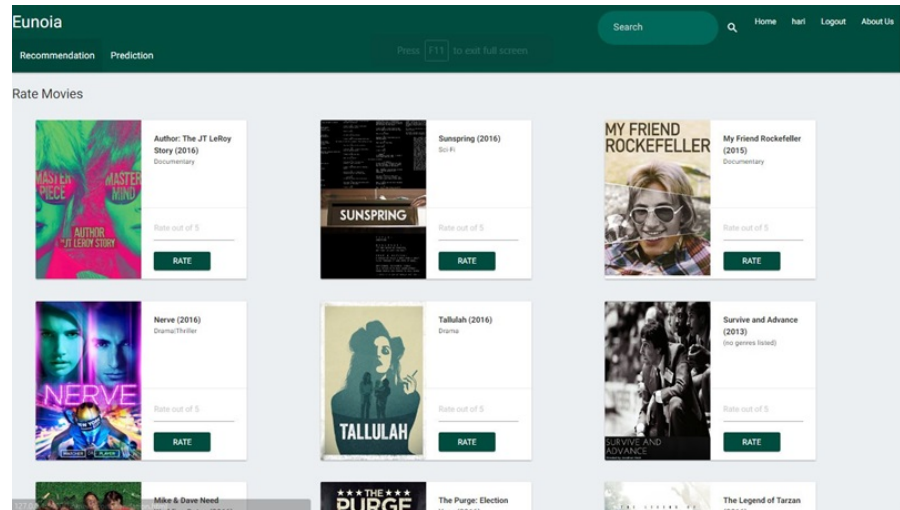 Eunoia
Search
Home
hari
Logout
About Us
Recommendation
Prediction
Press F11 to exit full screen
Rate Movies
MASTER PIECE
MASTER MIND
AUTHOR
THE JT LEROY STORY
Author: The JT LeRoy
Story (2016)
Documentary
Rate out of 5
RATE
SUNSPRING
Sunspring (2016)
Sci-Fi
Rate out of 5
RATE
MY FRIEND
ROCKEFELLER
My Friend Rockefeller
(2015)
Documentary
Rate out of 5
RATE
NERVE
Nerve (2016)
Drama:Thriller
Rate out of 5
RATE
TALLULAH
Tallulah (2016)
Drama
Rate out of 5
RATE
SURVIVE AND
ADVANCE
Survive and Advance
(2013)
(no genres listed)
Rate out of 5
RATE
Mike & Dave Need
THE
PURGE
The Purge: Election
THE LEGEND OF
The Legend of Tarzan